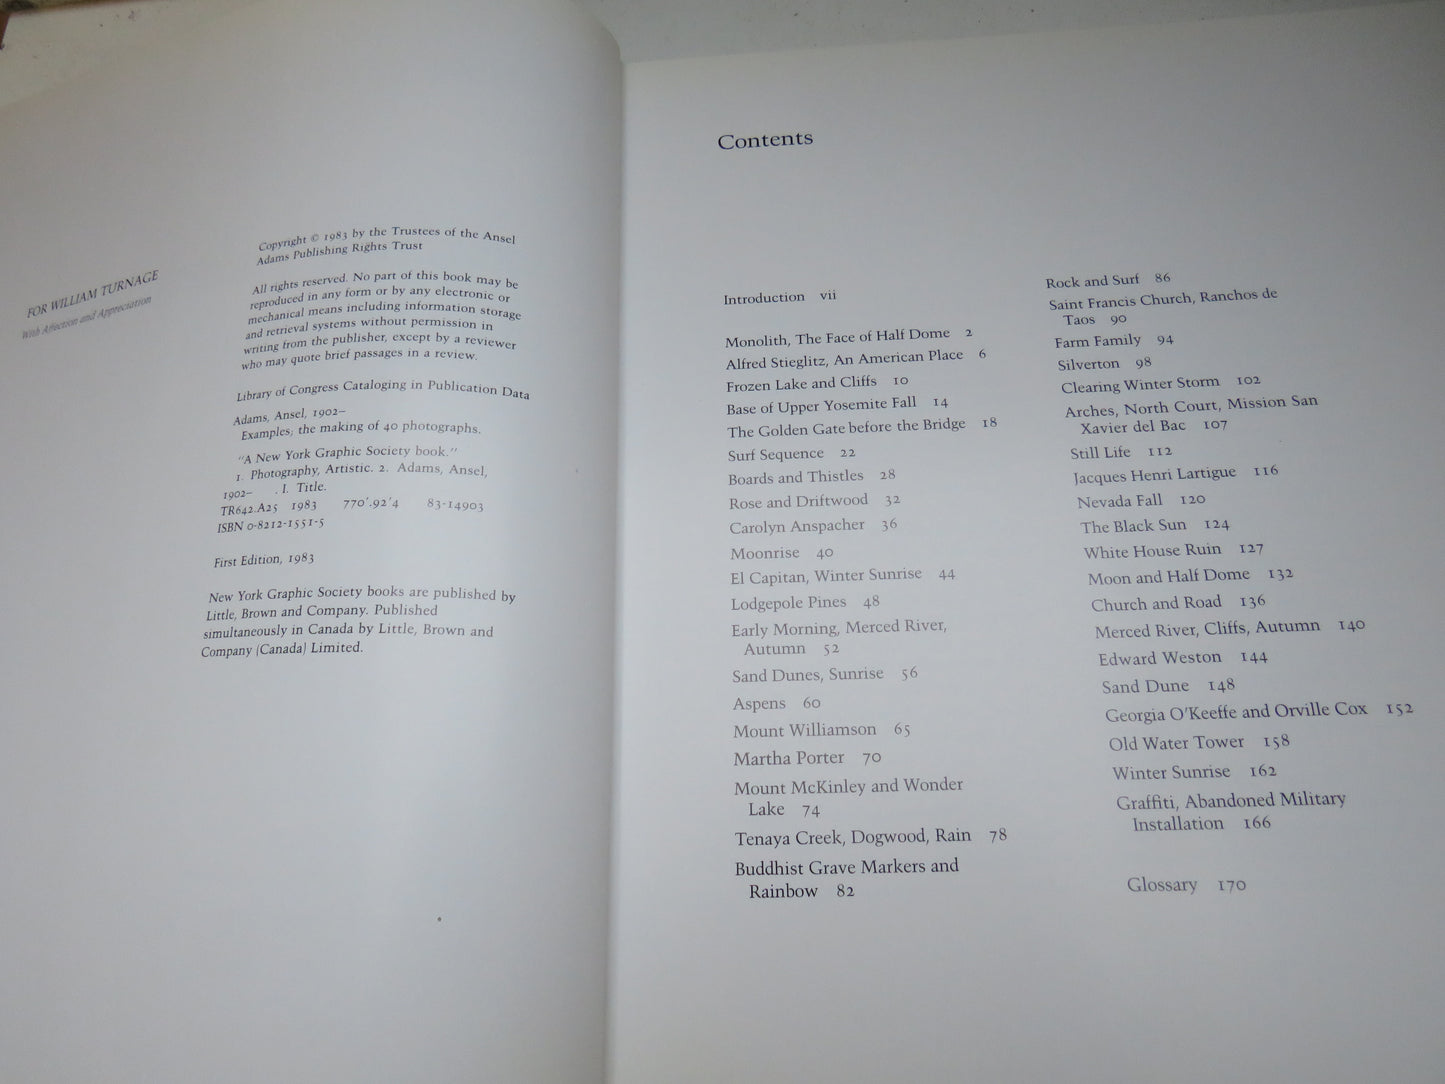 FOR WILLIAM TURNAGE
With Affection and Appreciation
Copyright © 1983 by the Trustees of the Ansel
Adams Publishing Rights Trust
All rights reserved. No part of this book may be
reproduced in any form or by any electronic or
mechanical means including information storage
and retrieval systems without permission in
writing from the publisher, except by a reviewer
who may quote brief passages in a review.
Library of Congress Cataloging in Publication Data
Adams, Ansel, 1902–
Examples; the making of 40 photographs.
"A New York Graphic Society book."
1. Photography, Artistic. 2. Adams, Ansel,
1902– . I. Title.
TR642.A25 1983 770'.92'4 83-14903
ISBN 0-8212-1551-5
First Edition, 1983
New York Graphic Society books are published by
Little, Brown and Company. Published
simultaneously in Canada by Little, Brown and
Company (Canada) Limited.
Contents
Introduction vii
Monolith, The Face of Half Dome 2
Alfred Stieglitz, An American Place 6
Frozen Lake and Cliffs 10
Base of Upper Yosemite Fall 14
The Golden Gate before the Bridge 18
Surf Sequence 22
Boards and Thistles 28
Rose and Driftwood 32
Carolyn Anspacher 36
Moonrise 40
El Capitan, Winter Sunrise 44
Lodgepole Pines 48
Early Morning, Merced River,
Autumn 52
Sand Dunes, Sunrise 56
Aspens 60
Mount Williamson 65
Martha Porter 70
Mount McKinley and Wonder
Lake 74
Tenaya Creek, Dogwood, Rain 78
Buddhist Grave Markers and
Rainbow 82
Rock and Surf 86
Saint Francis Church, Ranchos de
Taos 90
Farm Family 94
Silverton 98
Clearing Winter Storm 102
Arches, North Court, Mission San
Xavier del Bac 107
Still Life 112
Jacques Henri Lartigue 116
Nevada Fall 120
The Black Sun 124
White House Ruin 127
Moon and Half Dome 132
Church and Road 136
Merced River, Cliffs, Autumn 140
Edward Weston 144
Sand Dune 148
Georgia O'Keeffe and Orville Cox 152
Old Water Tower 158
Winter Sunrise 162
Graffiti, Abandoned Military
Installation 166
Glossary 170